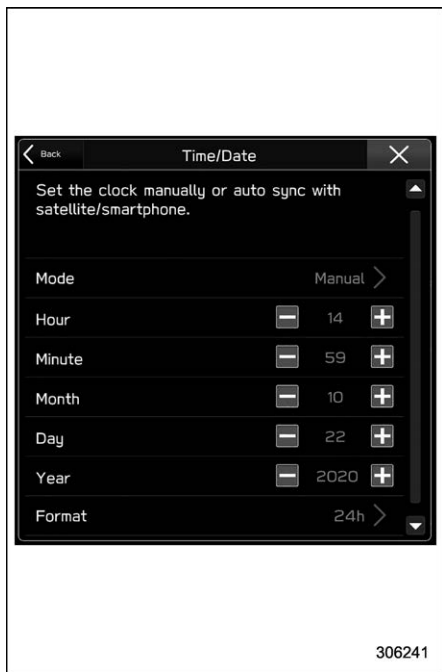 Back Time/Date
Set the clock manually or auto sync with
satellite/smartphone.
Mode Manual
Hour 14
Minute 59
Month 10
Day 22
Year 2020
Format 24h
306241